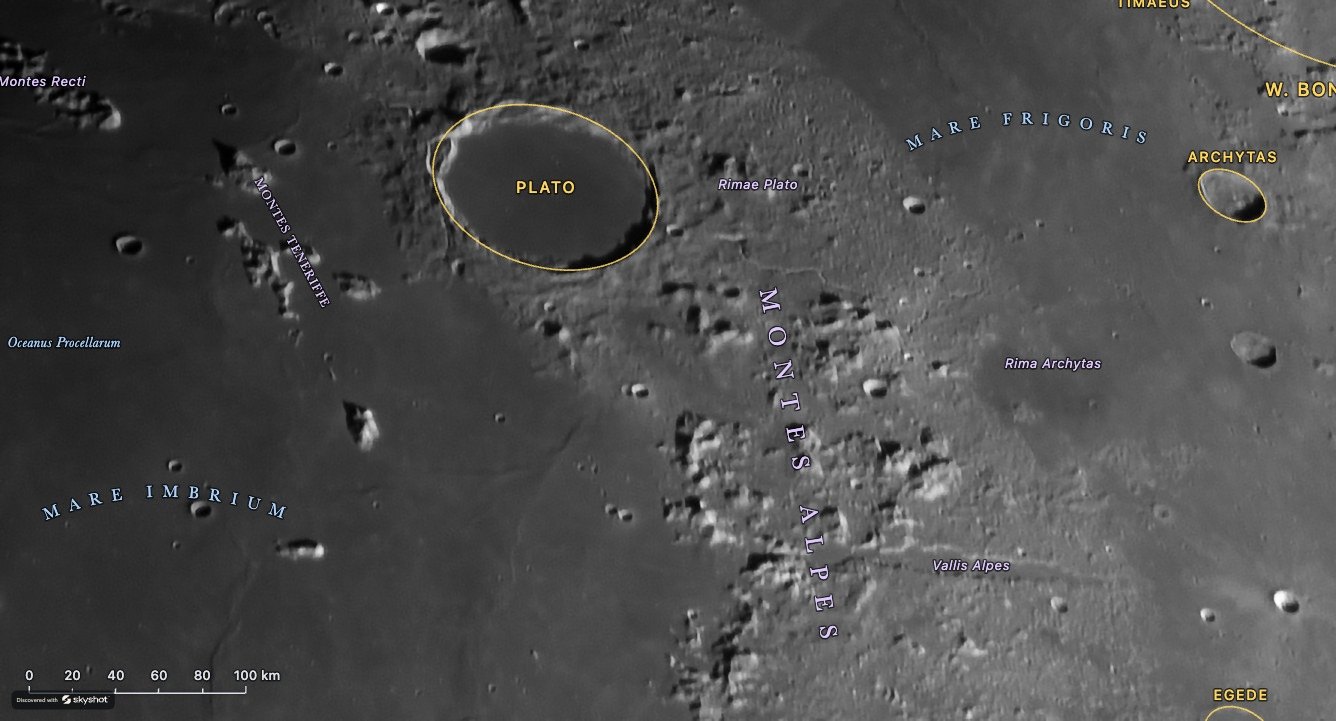 TIMAEUS
Montes Recti
W. BON
MARE FRIGORIS
ARCHYTAS
PLATO
Rimae Plato
MONTES TENERIFFE
Oceanus Procellarum
Rima Archytas
MONTES ALPES
MARE IMBRIUM
Vallis Alpes
0 20 40 60 80 100 km
Discovered with skyshot
EGEDE